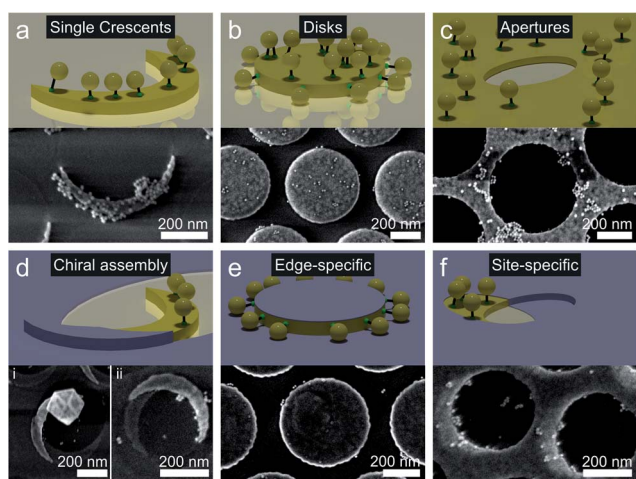 a Single Crescents
b Disks
c Apertures
200 nm
200 nm
200 nm
d Chiral assembly
e Edge-specific
f Site-specific
i
ii
200 nm
200 nm
200 nm
200 nm